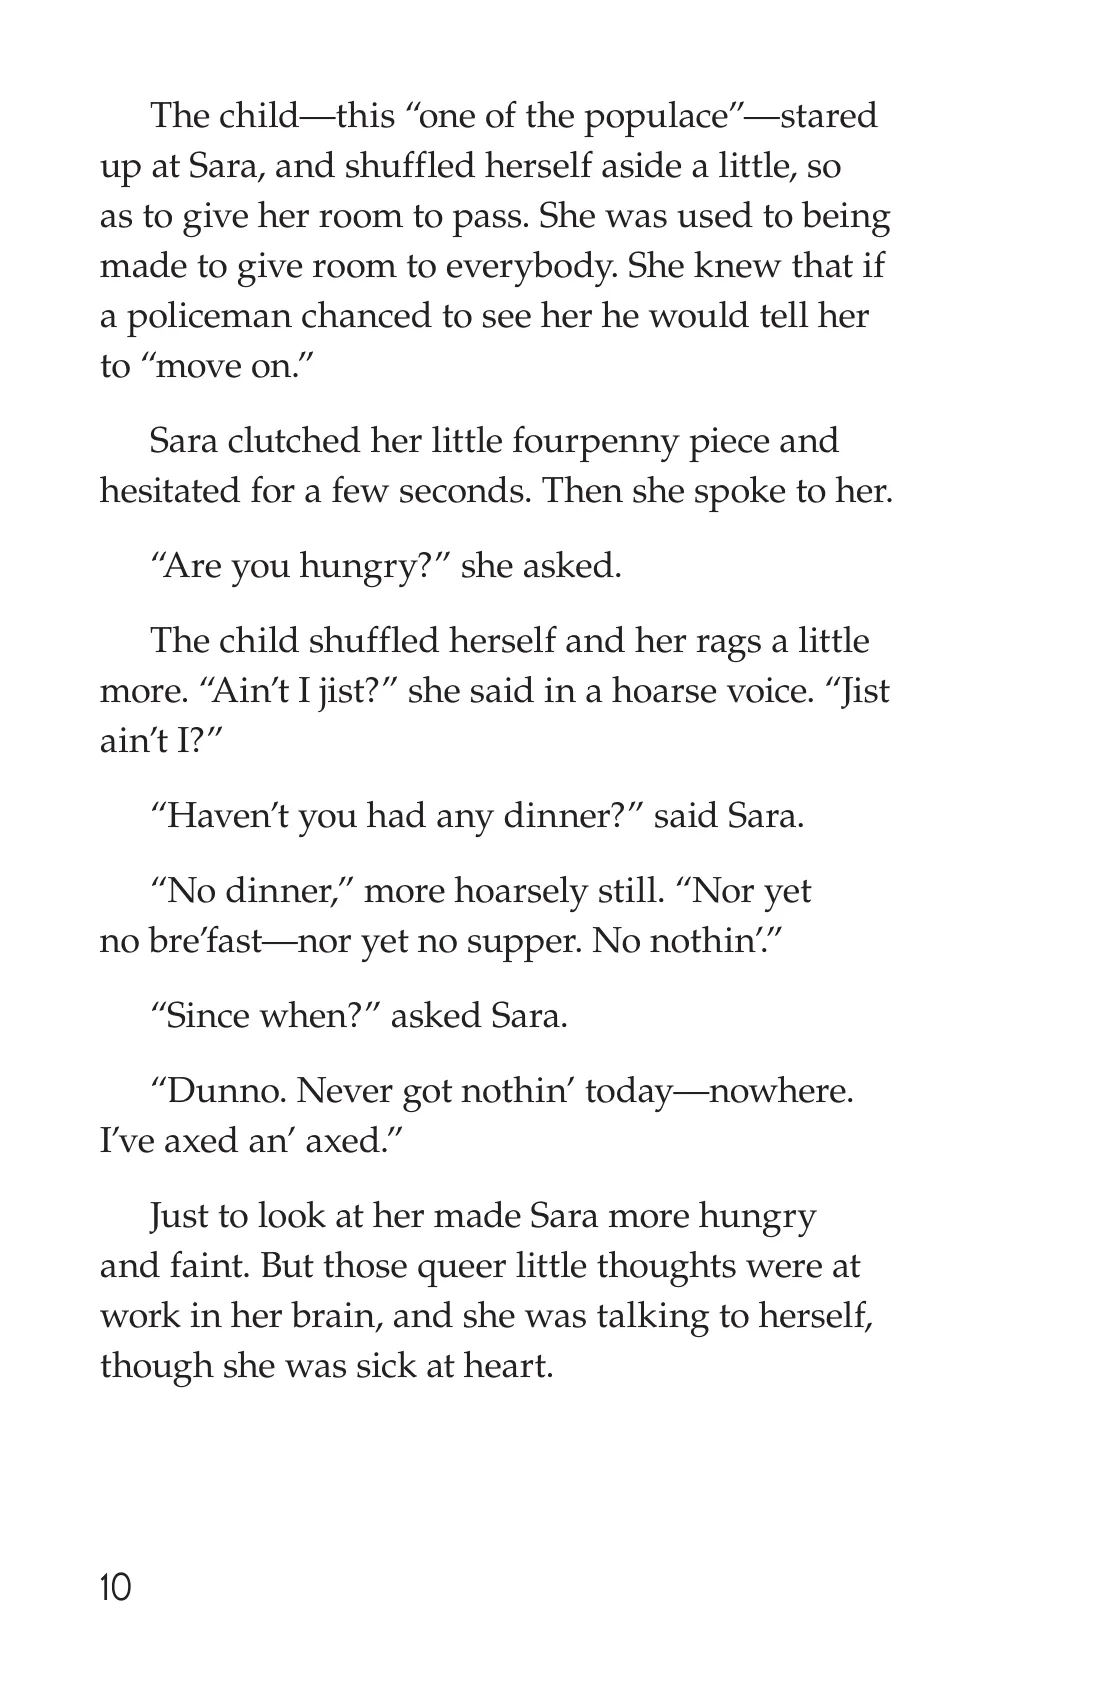 The child—this “one of the populace”—stared
up at Sara, and shuffled herself aside a little, so
as to give her room to pass. She was used to being
made to give room to everybody. She knew that if
a policeman chanced to see her he would tell her
to “move on.”
Sara clutched her little fourpenny piece and
hesitated for a few seconds. Then she spoke to her.
“Are you hungry?” she asked.
The child shuffled herself and her rags a little
more. “Ain’t I jist?” she said in a hoarse voice. “Jist
ain’t I?”
“Haven’t you had any dinner?” said Sara.
“No dinner,” more hoarsely still. “Nor yet
no bre’fast—nor yet no supper. No nothin’.”
“Since when?” asked Sara.
“Dunno. Never got nothin’ today—nowhere.
I’ve axed an’ axed.”
Just to look at her made Sara more hungry
and faint. But those queer little thoughts were at
work in her brain, and she was talking to herself,
though she was sick at heart.
10